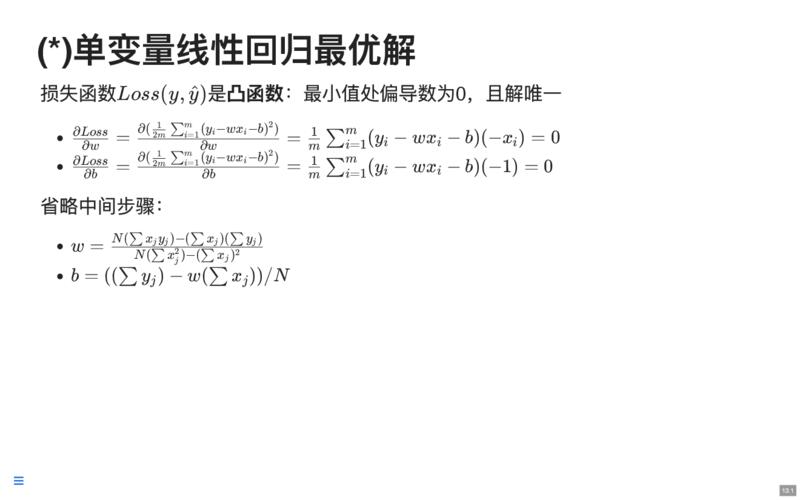 (*)单变量线性回归最优解
损失函数$Loss(y, \hat{y})$是凸函数：最小值处偏导数为0，且解唯一
• $\frac{\partial Loss}{\partial w} = \frac{\partial(\frac{1}{2m}\sum_{i=1}^{m}(y_i-wx_i-b)^2)}{\partial w} = \frac{1}{m}\sum_{i=1}^{m}(y_i - wx_i - b)(-x_i) = 0$
• $\frac{\partial Loss}{\partial b} = \frac{\partial(\frac{1}{2m}\sum_{i=1}^{m}(y_i-wx_i-b)^2)}{\partial b} = \frac{1}{m}\sum_{i=1}^{m}(y_i - wx_i - b)(-1) = 0$
省略中间步骤：
• $w = \frac{N(\sum x_j y_j)-(\sum x_j)(\sum y_j)}{N(\sum x_j^2)-(\sum x_j)^2}$
• $b = ((\sum y_j) - w(\sum x_j))/N$
13.1